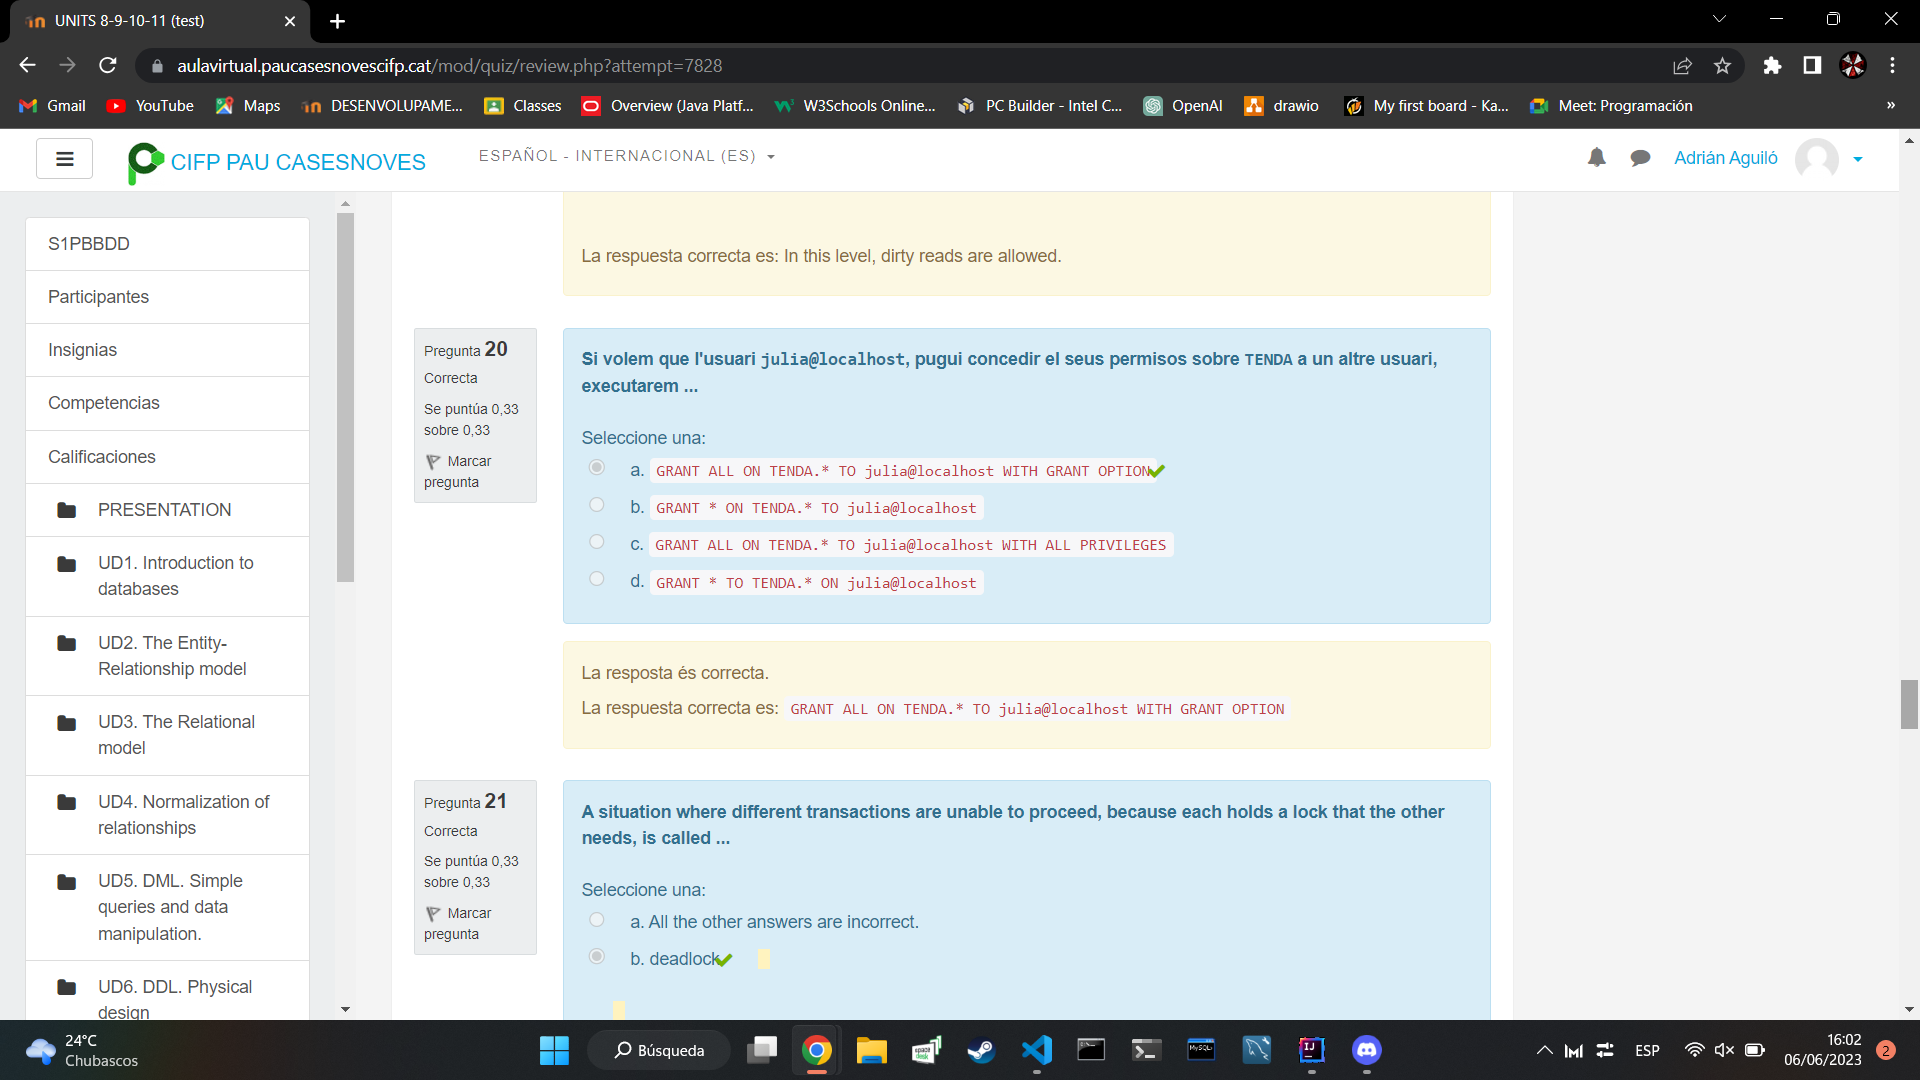 UNITS 8-9-10-11 (test)
aulavirtual.paucasesnovescifp.cat/mod/quiz/review.php?attempt=7828
Gmail
YouTube
Maps
DESENVOLUPAME...
Classes
Overview (Java Platf...
W3Schools Online...
PC Builder - Intel C...
OpenAI
drawio
My first board - Ka...
Meet: Programación
»
CIFP PAU CASESNOVES
ESPAÑOL - INTERNACIONAL (ES)
Adrián Aguiló
S1PBBDD
Participantes
Insignias
Competencias
Calificaciones
PRESENTATION
UD1. Introduction to
databases
UD2. The Entity-
Relationship model
UD3. The Relational
model
UD4. Normalization of
relationships
UD5. DML. Simple
queries and data
manipulation.
UD6. DDL. Physical
design
La respuesta correcta es: In this level, dirty reads are allowed.
Pregunta 20
Correcta
Se puntúa 0,33
sobre 0,33
Marcar
pregunta
Si volem que l'usuari julia@localhost, pugui concedir el seus permisos sobre TENDA a un altre usuari,
executarem ...
Seleccione una:
a. GRANT ALL ON TENDA.* TO julia@localhost WITH GRANT OPTION
b. GRANT * ON TENDA.* TO julia@localhost
c. GRANT ALL ON TENDA.* TO julia@localhost WITH ALL PRIVILEGES
d. GRANT * TO TENDA.* ON julia@localhost
La resposta és correcta.
La respuesta correcta es: GRANT ALL ON TENDA.* TO julia@localhost WITH GRANT OPTION
Pregunta 21
Correcta
Se puntúa 0,33
sobre 0,33
Marcar
pregunta
A situation where different transactions are unable to proceed, because each holds a lock that the other
needs, is called ...
Seleccione una:
a. All the other answers are incorrect.
b. deadlock
24°C
Chubascos
Búsqueda
ESP
16:02
06/06/2023
2